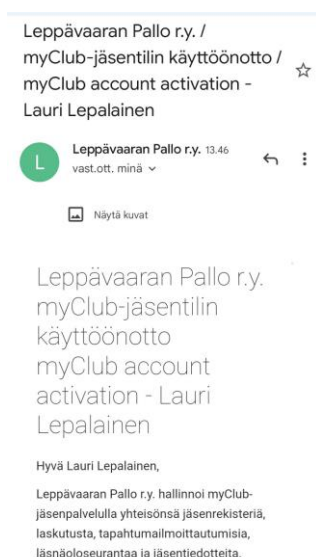 Leppävaaran Pallo r.y. /
myClub-jäsentilin käyttöönotto /
myClub account activation -
Lauri Lepalainen
L
Leppävaaran Pallo r.y. 13.46
vast.ott. minä
Näytä kuvat
Leppävaaran Pallo r.y.
myClub-jäsentilin
käyttöönotto
myClub account
activation - Lauri
Lepalainen
Hyvä Lauri Lepalainen,
Leppävaaran Pallo r.y. hallinnoi myClub-
jäsenpalvelulla yhteisönsä jäsenrekisteriä,
laskutusta, tapahtumailmoittautumisia,
läsnäoloseurantaa ja jäsentiedotteita.